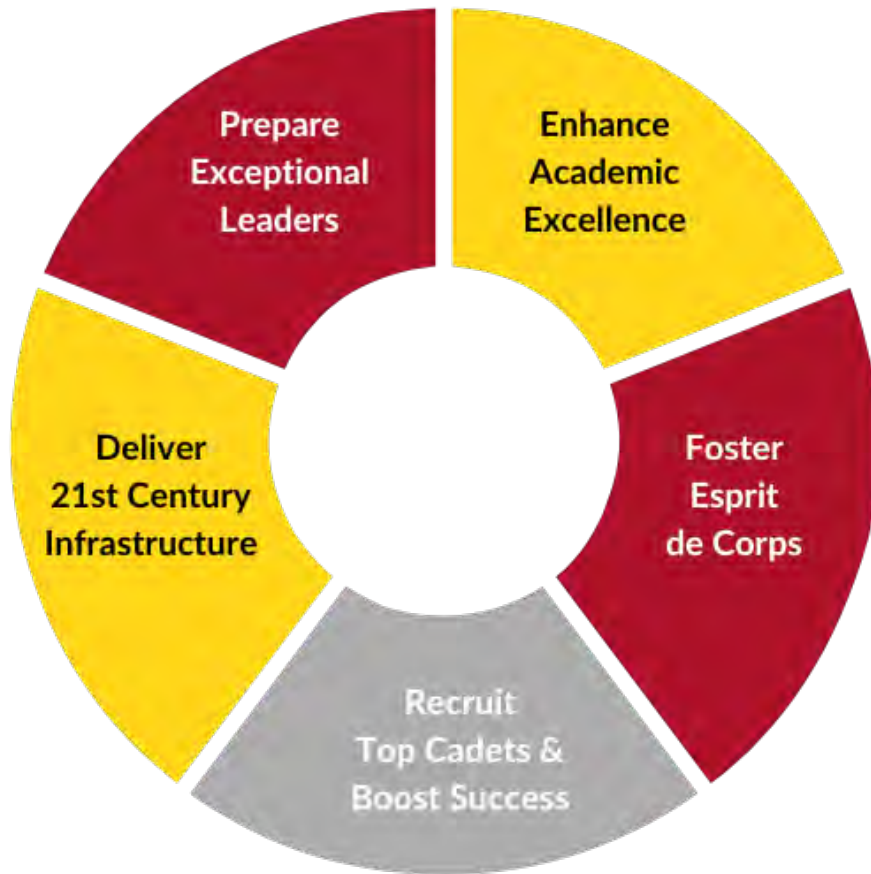 Prepare
Exceptional
Leaders
Enhance
Academic
Excellence
Foster
Esprit
de Corps
Recruit
Top Cadets &
Boost Success
Deliver
21st Century
Infrastructure